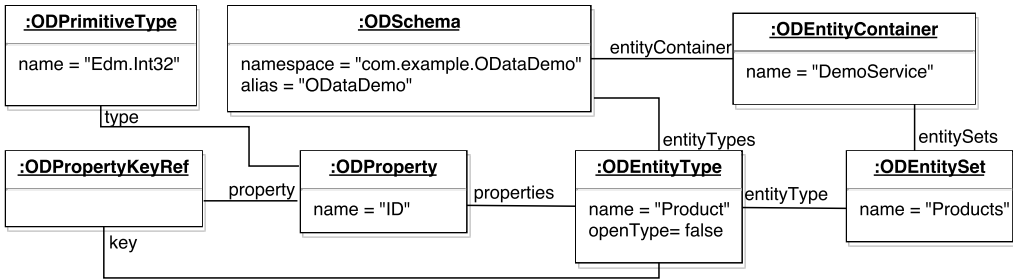 :ODPrimitiveType
name = "Edm.Int32"
:ODSchema
namespace = "com.example.ODataDemo"
alias = "ODataDemo"
entityContainer
:ODEntityContainer
name = "DemoService"
type
entityTypes
entitySets
:ODPropertyKeyRef
property
:ODProperty
name = "ID"
properties
:ODEntityType
name = "Product"
openType= false
entityType
:ODEntitySet
name = "Products"
key